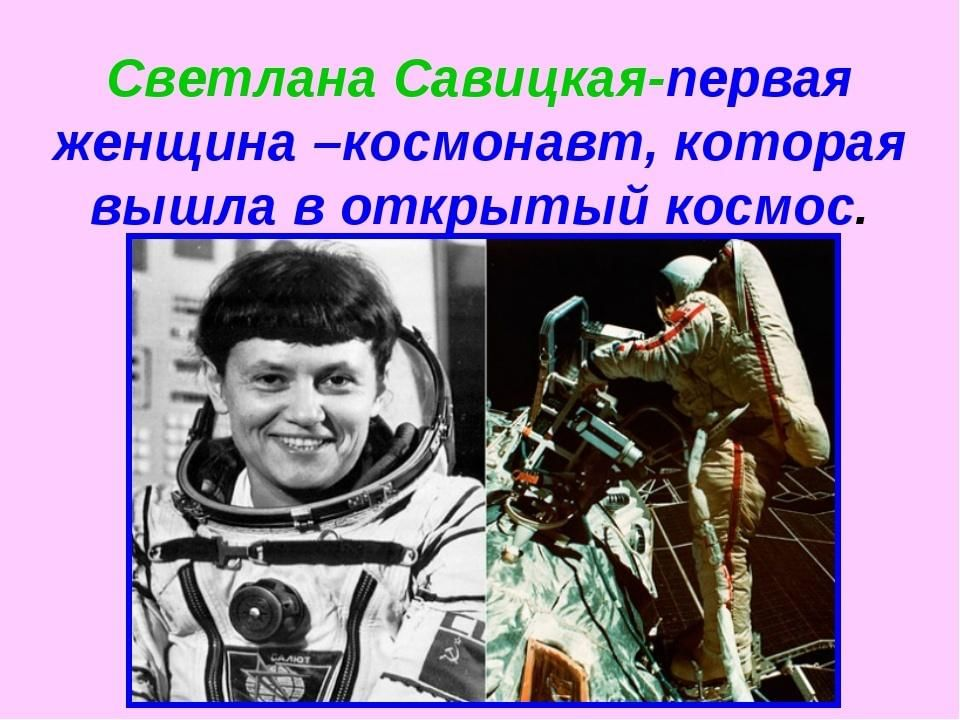 Светлана Савицкая-первая
женщина –космонавт, которая
вышла в открытый космос.
САЛЮТ